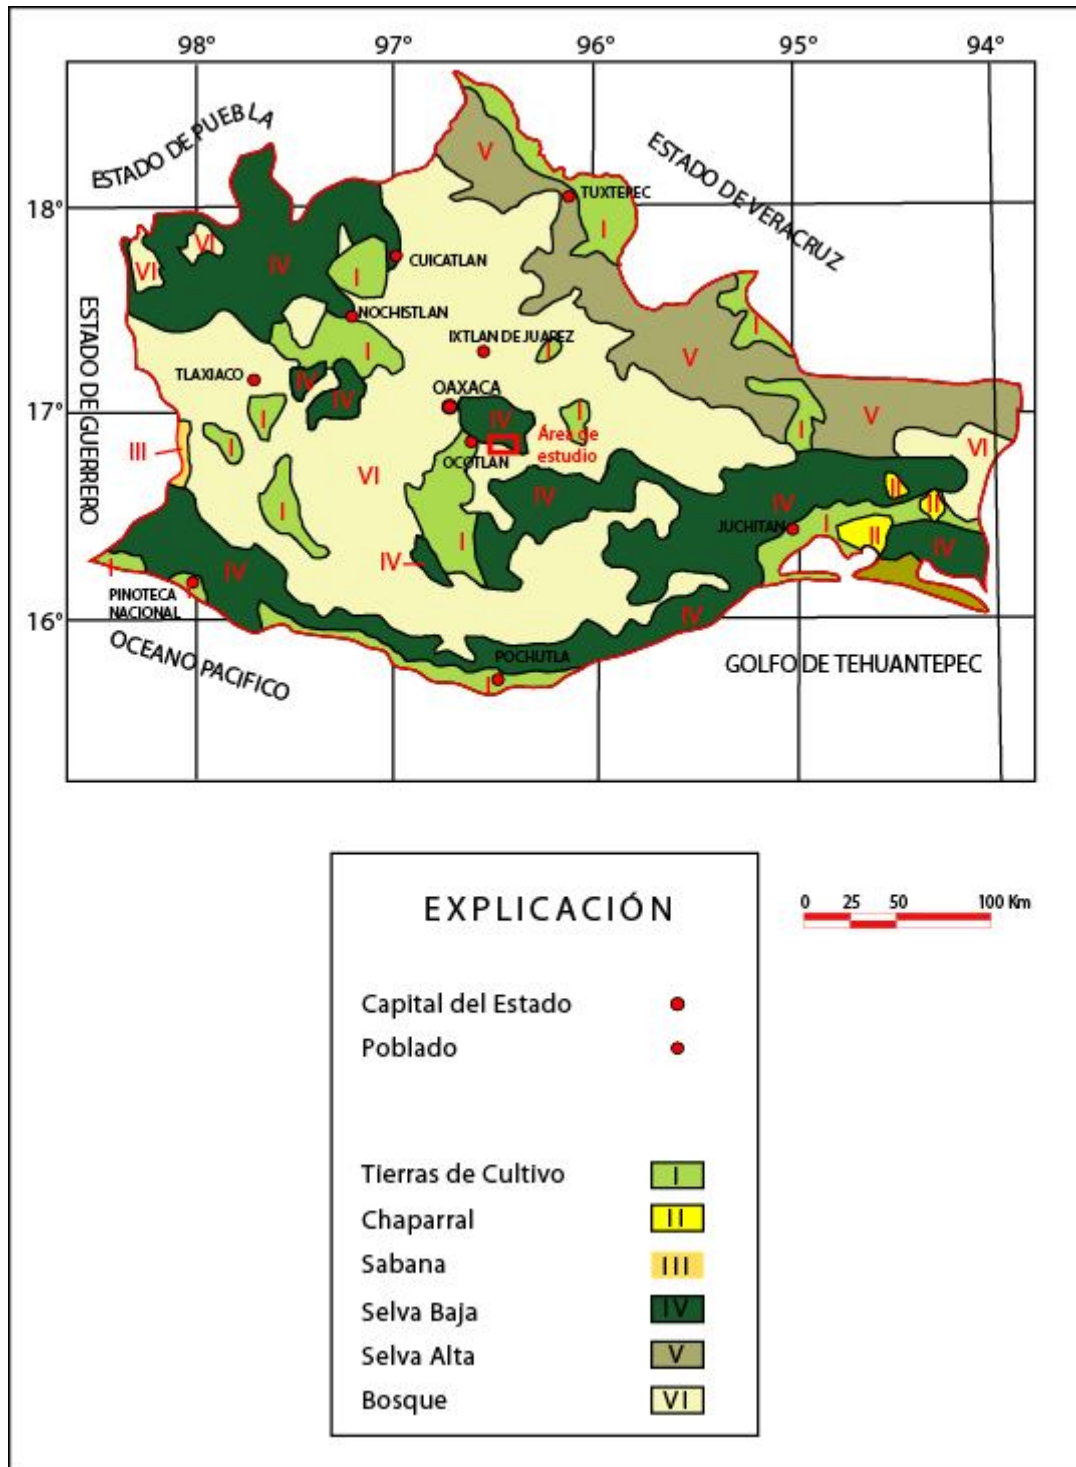 98°
97°
96°
95°
94°
ESTADO DE PUEBLA
ESTADO DE VERACRUZ
V
TUXTEPEC
18°
I
VI
VI
IV
I
CUICATLAN
NOCHISTLAN
I
ESTADO DE GUERRERO
IXTLAN DE JUAREZ
I
I
V
TLAXIACO
IV
IV
OAXACA
17°
I
I
IV
I
I
V
III
OCOTLAN
Área de
estudio
VI
VI
IV
II
II
I
IV
JUCHITAN
I
II
IV
I
IV
I
IV
I
PINOTECA
NACIONAL
16°
IV
OCEANO PACIFICO
POCHUTLA
I
GOLFO DE TEHUANTEPEC
EXPLICACIÓN
0 25 50 100 Km
Capital del Estado
Poblado
Tierras de Cultivo I
Chaparral II
Sabana III
Selva Baja IV
Selva Alta V
Bosque VI